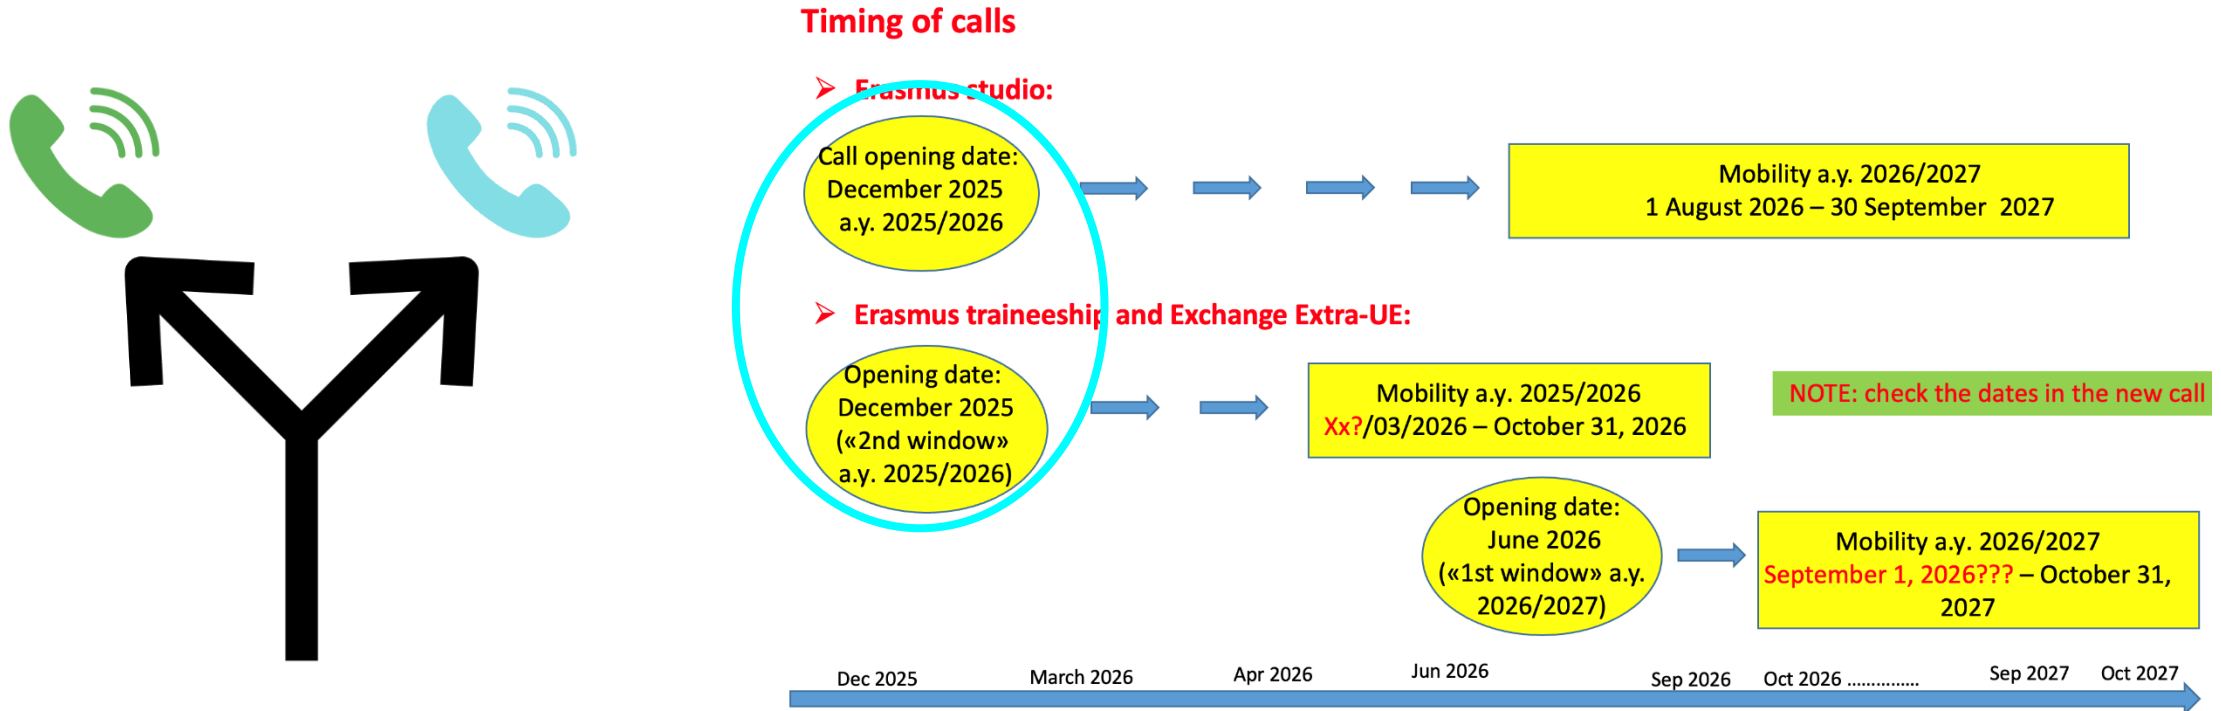 Timing of calls
Erasmus studio:
Call opening date:
December 2025
a.y. 2025/2026
Mobility a.y. 2026/2027
1 August 2026 – 30 September 2027
Erasmus traineeship and Exchange Extra-UE:
Opening date:
December 2025
(«2nd window»
a.y. 2025/2026)
Mobility a.y. 2025/2026
Xx?/03/2026 – October 31, 2026
NOTE: check the dates in the new call
Opening date:
June 2026
(«1st window» a.y.
2026/2027)
Mobility a.y. 2026/2027
September 1, 2026??? – October 31,
2027
Dec 2025 March 2026 Apr 2026 Jun 2026 Sep 2026 Oct 2026 …………… Sep 2027 Oct 2027